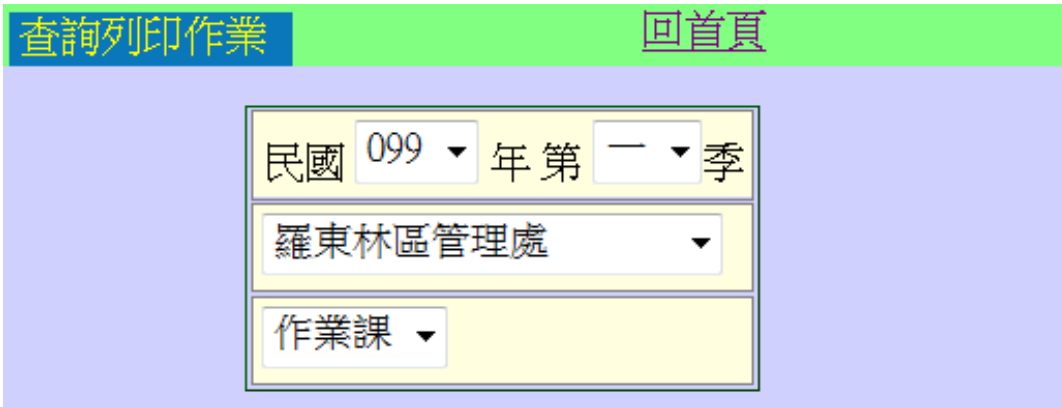 查詢列印作業 回首頁
民國 099 年 第 一 季
羅東林區管理處
作業課